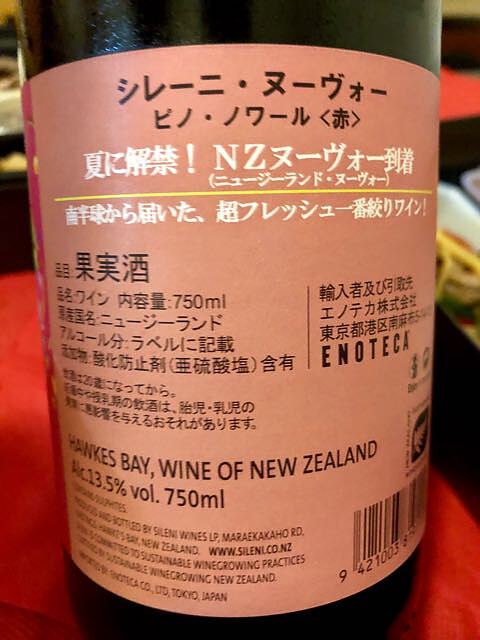 シレーニ・ヌーヴォー
ピノ・ノワール〈赤〉
夏に解禁！ NZヌーヴォー到着
(ニュージーランド・ヌーヴォー)
南半球から届いた、超フレッシュ一番絞りワイン！
品目:果実酒
品名:ワイン 内容量:750ml
原産国名:ニュージーランド
アルコール分:ラベルに記載
添加物:酸化防止剤(亜硫酸塩)含有
飲酒は20歳になってから。
妊娠中や授乳期の飲酒は、胎児・乳児の
発育に悪影響を与えるおそれがあります。
輸入者及び引取先
エノテカ株式会社
東京都港区南麻布5-
ENOTECA
HAWKES BAY, WINE OF NEW ZEALAND
Alc.13.5% vol. 750ml
SULPHITES.
PRODUCED AND BOTTLED BY SILENI WINES LP, MARAEKAKAHO RD,
HAWKE'S BAY, NEW ZEALAND. WWW.SILENI.CO.NZ
IS COMMITTED TO SUSTAINABLE WINEGROWING PRACTICES
CERTIFIED BY SUSTAINABLE WINEGROWING NEW ZEALAND.
IMPORTED BY: ENOTECA CO., LTD, TOKYO, JAPAN
9 421003